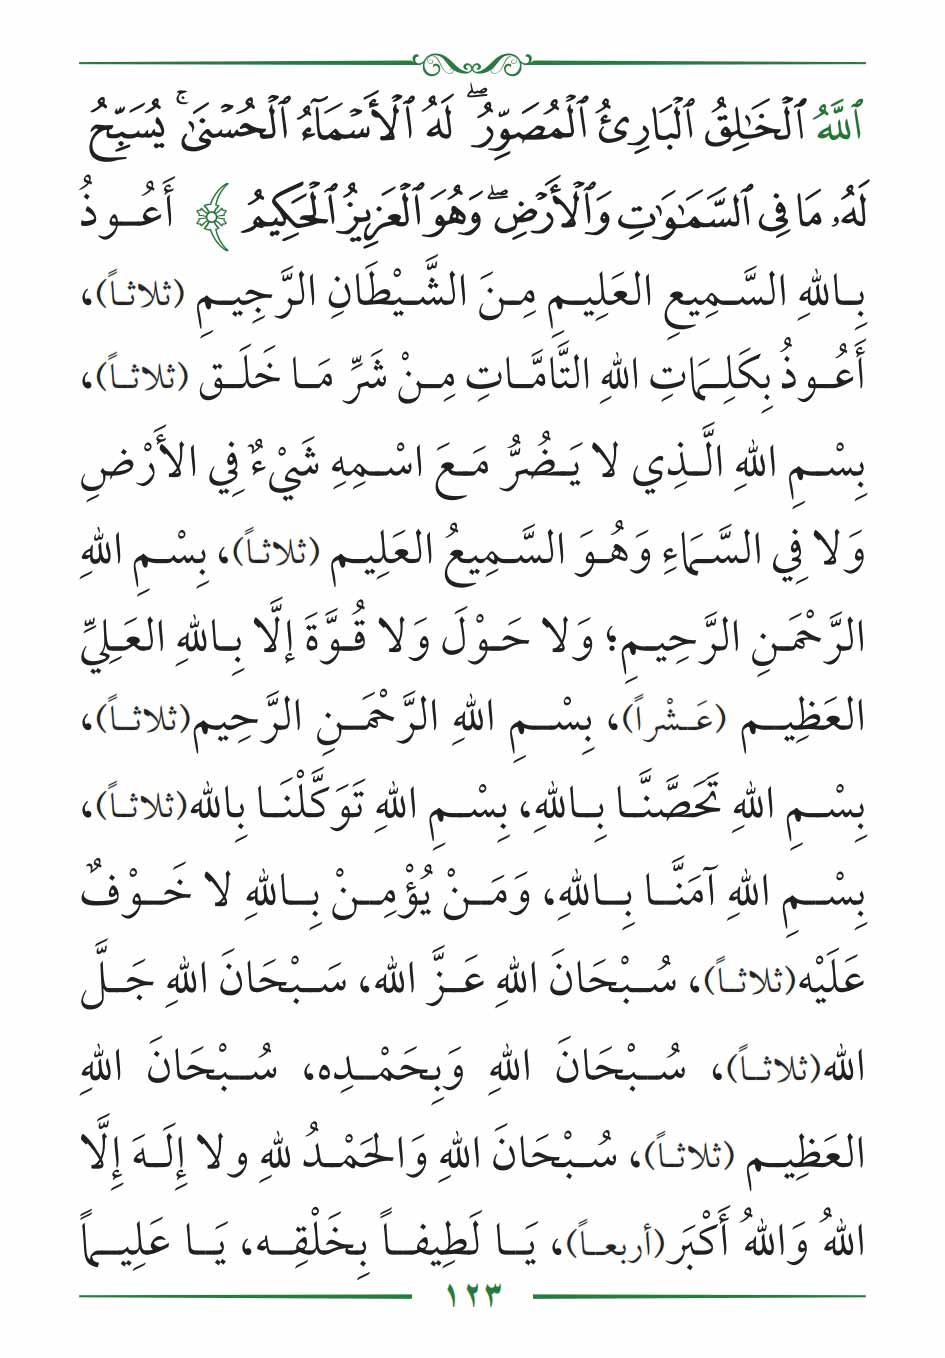 ٱللَّهُ ٱلْخَٰلِقُ ٱلْبَارِئُ ٱلْمُصَوِّرُ ۖ لَهُ ٱلْأَسْمَآءُ ٱلْحُسْنَىٰ ۚ يُسَبِّحُ
لَهُۥ مَا فِى ٱلسَّمَٰوَٰتِ وَٱلْأَرْضِ ۖ وَهُوَ ٱلْعَزِيزُ ٱلْحَكِيمُ ﴾ أَعُـوذُ
بِـاللهِ السَّـمِيعِ العَلِيـمِ مِـنَ الشَّـيْطَانِ الرَّجِيـمِ (ثلاثـاً)،
أَعُـوذُ بِكَلِـمَاتِ اللهِ التَّامَّـاتِ مِـنْ شَرِّ مَـا خَلَـق (ثلاثـاً)،
بِسْـمِ اللهِ الَّـذِي لا يَـضُرُّ مَـعَ اسْـمِهِ شَيْءٌ فِي الأَرْضِ
وَلا فِي السَّـمَاءِ وَهُـوَ السَّـمِيعُ العَلِيـم (ثلاثـاً)، بِسْـمِ اللهِ
الرَّحْمَنِ الرَّحِيـمِ؛ وَلا حَـوْلَ وَلا قُـوَّةَ إلَّا بِـاللهِ العَـلِيِّ
العَظِيـم (عَـشْراً)، بِسْـمِ اللهِ الرَّحْمَـنِ الرَّحِيم(ثلاثـاً)،
بِسْـمِ اللهِ تَحَصَّنَّـا بِـاللهِ، بِسْـمِ اللهِ تَوَكَّلْنَـا بِالله(ثلاثـاً)،
بِسْـمِ اللهِ آمَنَّـا بِـاللهِ، وَمَـنْ يُؤْمِـنْ بِـاللهِ لا خَـوْفٌ
عَلَيْه(ثلاثـاً)، سُـبْحَانَ اللهِ عَـزَّ الله، سَـبْحَانَ اللهِ جَـلَّ
الله(ثلاثـاً)، سُـبْحَانَ اللهِ وَبِحَمْـدِه، سُـبْحَانَ اللهِ
العَظِيـم (ثلاثـاً)، سُـبْحَانَ اللهِ وَالحَمْـدُ للهِ ولا إِلَـهَ إِلَّا
اللهُ وَاللهُ أَكْبَر(أربعـاً)، يَـا لَطِيفـاً بِخَلْقِـه، يَـا عَلِيـماً
١٢٣